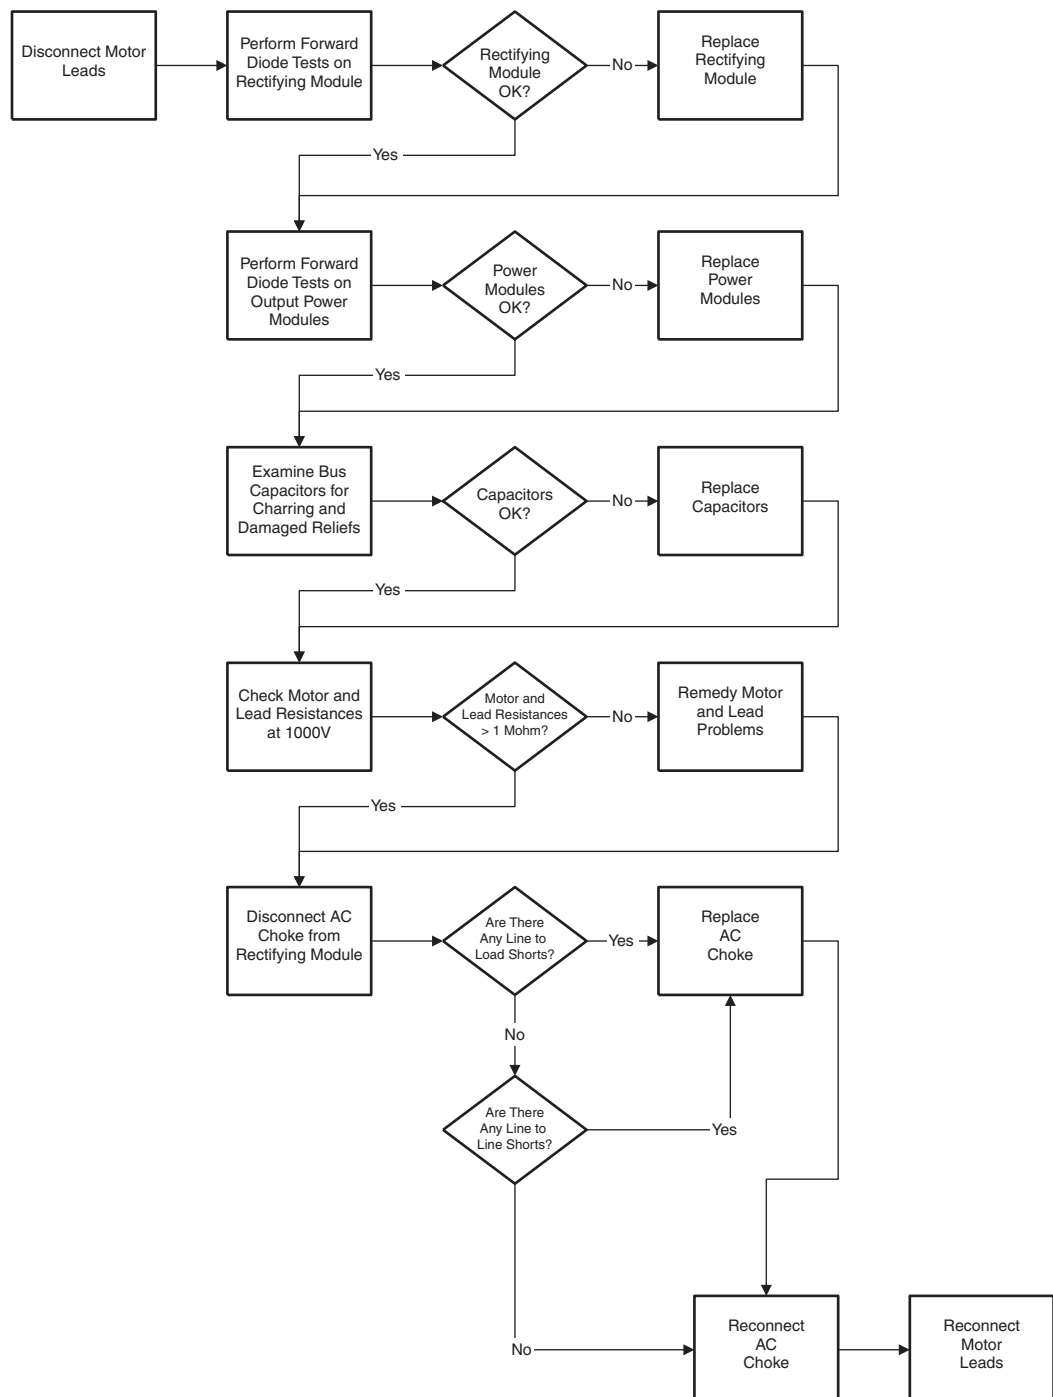 Disconnect Motor
Leads
Perform Forward
Diode Tests on
Rectifying Module
Rectifying
Module
OK?
No
Replace
Rectifying
Module
Yes
Perform Forward
Diode Tests on
Output Power
Modules
Power
Modules
OK?
No
Replace
Power
Modules
Yes
Examine Bus
Capacitors for
Charring and
Damaged Reliefs
Capacitors
OK?
No
Replace
Capacitors
Yes
Check Motor and
Lead Resistances
at 1000V
Motor and
Lead Resistances
> 1 Mohm?
No
Remedy Motor
and Lead
Problems
Yes
Disconnect AC
Choke from
Rectifying Module
Are There
Any Line to
Load Shorts?
Yes
Replace
AC
Choke
No
Are There
Any Line to
Line Shorts?
Yes
No
Reconnect
AC
Choke
Reconnect
Motor
Leads